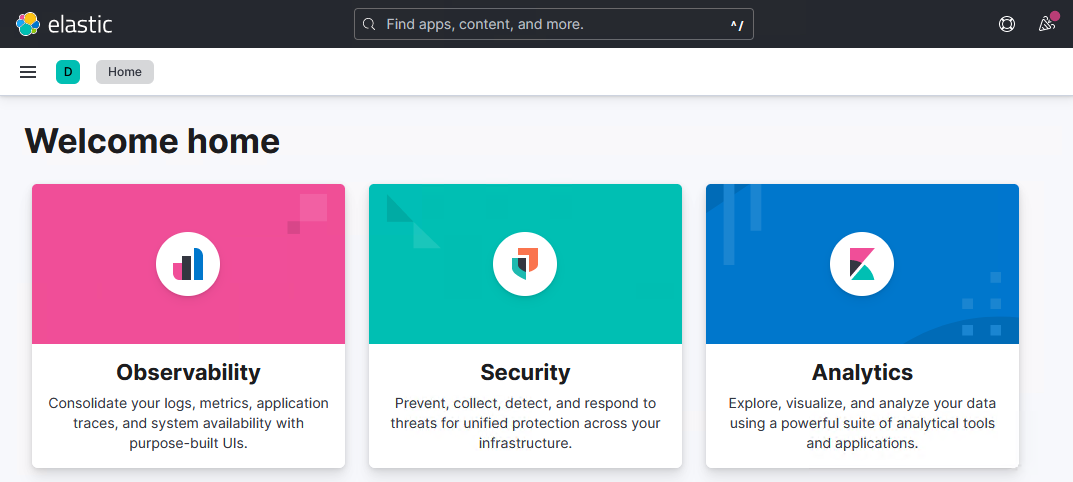 elastic
Find apps, content, and more.
^/
D
Home
Welcome home
Observability
Consolidate your logs, metrics, application
traces, and system availability with
purpose-built UIs.
Security
Prevent, collect, detect, and respond to
threats for unified protection across your
infrastructure.
Analytics
Explore, visualize, and analyze your data
using a powerful suite of analytical tools
and applications.